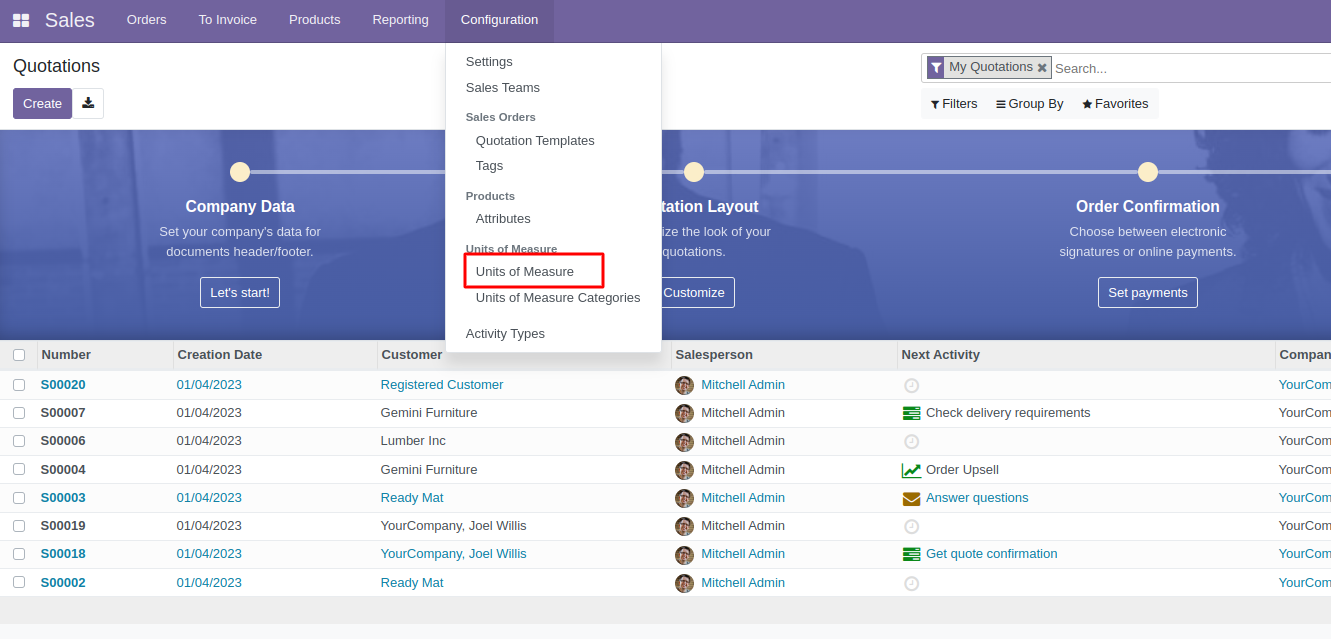 Sales Orders To Invoice Products Reporting Configuration
Quotations
My Quotations Search...
Create
Filters Group By Favorites
Settings
Sales Teams
Sales Orders
Quotation Templates
Tags
Products
Attributes
Units of Measure
Units of Measure
Units of Measure Categories
Activity Types
Company Data
Set your company's data for
documents header/footer.
Let's start!
tation Layout
ize the look of your
quotations.
Customize
Order Confirmation
Choose between electronic
signatures or online payments.
Set payments
Number Creation Date Customer Salesperson Next Activity Compan
S00020 01/04/2023 Registered Customer Mitchell Admin YourCom
S00007 01/04/2023 Gemini Furniture Mitchell Admin Check delivery requirements YourCom
S00006 01/04/2023 Lumber Inc Mitchell Admin YourCom
S00004 01/04/2023 Gemini Furniture Mitchell Admin Order Upsell YourCom
S00003 01/04/2023 Ready Mat Mitchell Admin Answer questions YourCom
S00019 01/04/2023 YourCompany, Joel Willis Mitchell Admin YourCom
S00018 01/04/2023 YourCompany, Joel Willis Mitchell Admin Get quote confirmation YourCom
S00002 01/04/2023 Ready Mat Mitchell Admin YourCom